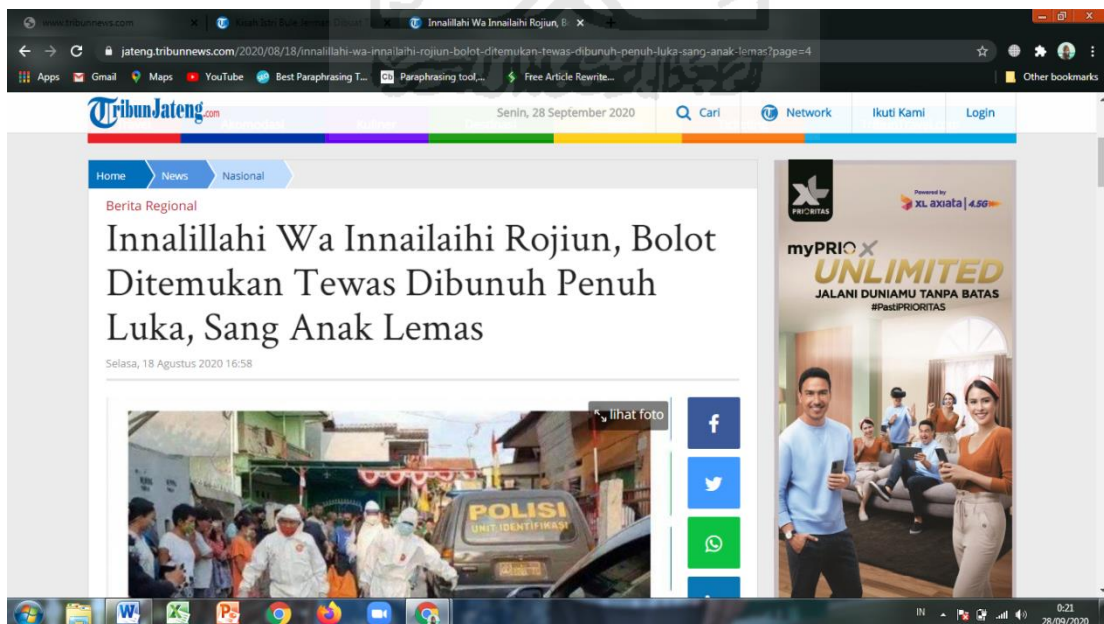 www.tribunnews.com
Kisah Istri Bule Jerman Dibuat
Innalillahi Wa Innailaihi Rojiun, B
jateng.tribunnews.com/2020/08/18/innalillahi-wa-innailaihi-rojiun-bolot-ditemukan-tewas-dibunuh-penuh-luka-sang-anak-lemas?page=4
Apps Gmail Maps YouTube Best Paraphrasing T... Paraphrasing tool,... Free Article Rewrite... Other bookmarks
TribunJateng.com Senin, 28 September 2020 Cari Network Ikuti Kami Login
Home News Nasional
Berita Regional
Innalillahi Wa Innailaihi Rojiun, Bolot
Ditemukan Tewas Dibunuh Penuh
Luka, Sang Anak Lemas
Selasa, 18 Agustus 2020 16:58
lihat foto
POLISI
UNIT IDENTIFIKASI
XL
PRIORITAS
Powered by
XL axiata 4.5G
myPRIO X
UNLIMITED
JALANI DUNIAMU TANPA BATAS
#PastiPRIORITAS
IN 0:21
28/09/2020